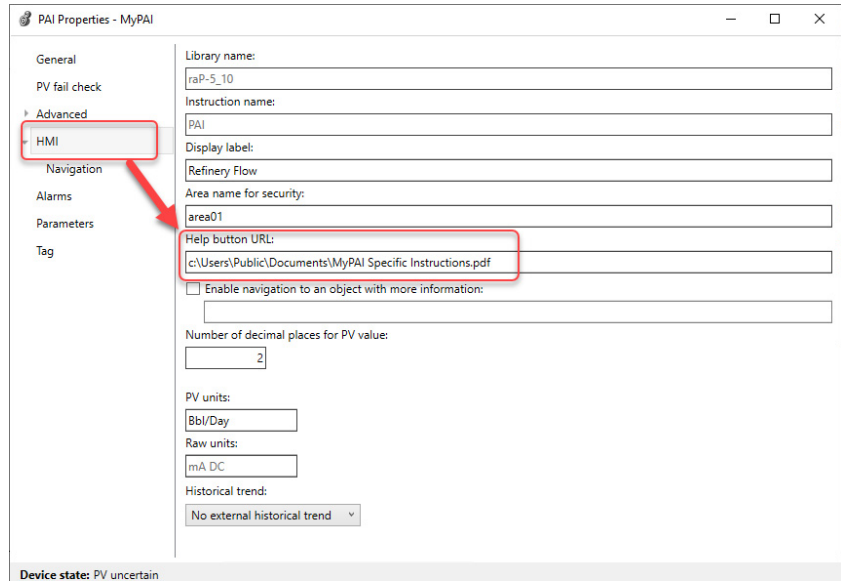 PAI Properties - MyPAI
General
PV fail check
Advanced
HMI
Navigation
Alarms
Parameters
Tag
Library name:
raP-5_10
Instruction name:
PAI
Display label:
Refinery Flow
Area name for security:
area01
Help button URL:
c:\Users\Public\Documents\MyPAI Specific Instructions.pdf
Enable navigation to an object with more information:
Number of decimal places for PV value:
2
PV units:
Bbl/Day
Raw units:
mA DC
Historical trend:
No external historical trend
Device state: PV uncertain